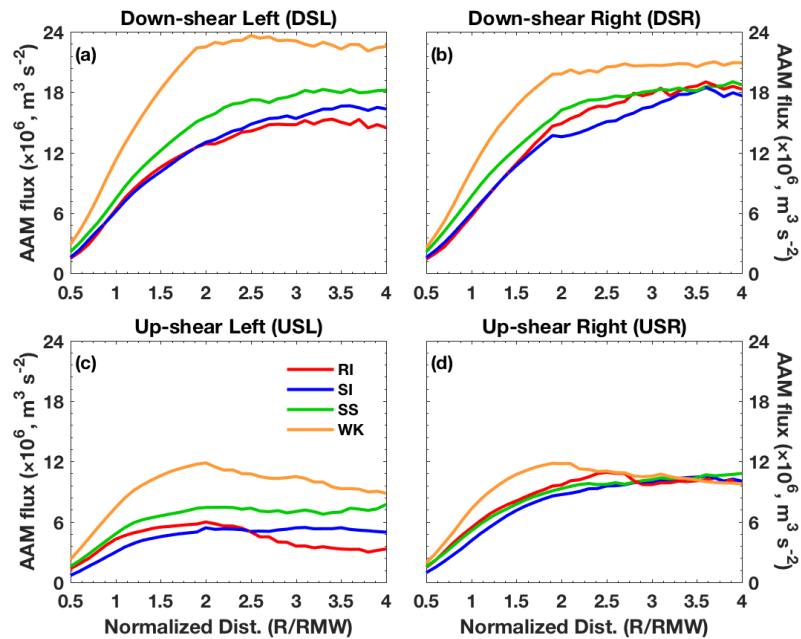 Down-shear Left (DSL)
Down-shear Right (DSR)
(a)
(b)
AAM flux (×10⁶, m³ s⁻²)
24
18
12
6
0
0.5 1 1.5 2 2.5 3 3.5 4
24
18
12
6
0
0.5 1 1.5 2 2.5 3 3.5 4
AAM flux (×10⁶, m³ s⁻²)
Up-shear Left (USL)
Up-shear Right (USR)
(c)
(d)
RI
SI
SS
WK
AAM flux (×10⁶, m³ s⁻²)
24
18
12
6
0
0.5 1 1.5 2 2.5 3 3.5 4
Normalized Dist. (R/RMW)
24
18
12
6
0
0.5 1 1.5 2 2.5 3 3.5 4
Normalized Dist. (R/RMW)
AAM flux (×10⁶, m³ s⁻²)